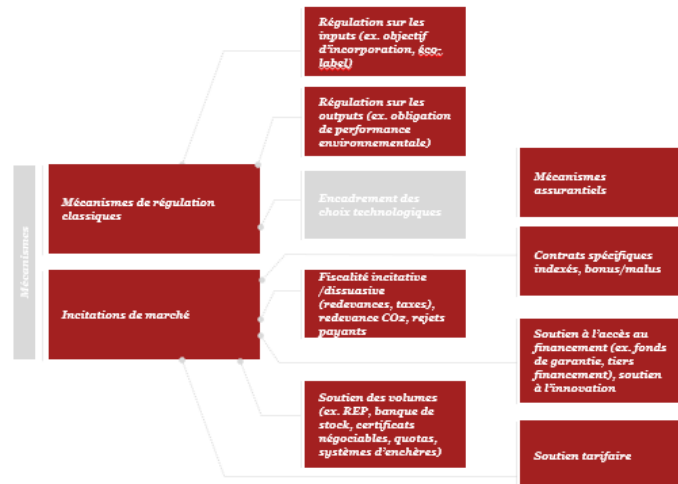 Régulation sur les
inputs (ex. objectif
d'incorporation, éco-
label)
Régulation sur les
outputs (ex. obligation
de performance
environnementale)
Mécanismes
Mécanismes de régulation
classiques
Encadrement des
choix technologiques
Mécanismes
assurantiels
Contrats spécifiques
indexés, bonus/malus
Incitations de marché
Fiscalité incitative
/dissuasive
(redevances, taxes),
redevance CO2, rejets
payants
Soutien à l'accès au
financement (ex. fonds
de garantie, tiers
financement), soutien
à l'innovation
Soutien des volumes
(ex. REP, banque de
stock, certificats
négociables, quotas,
systèmes d'enchères)
Soutien tarifaire